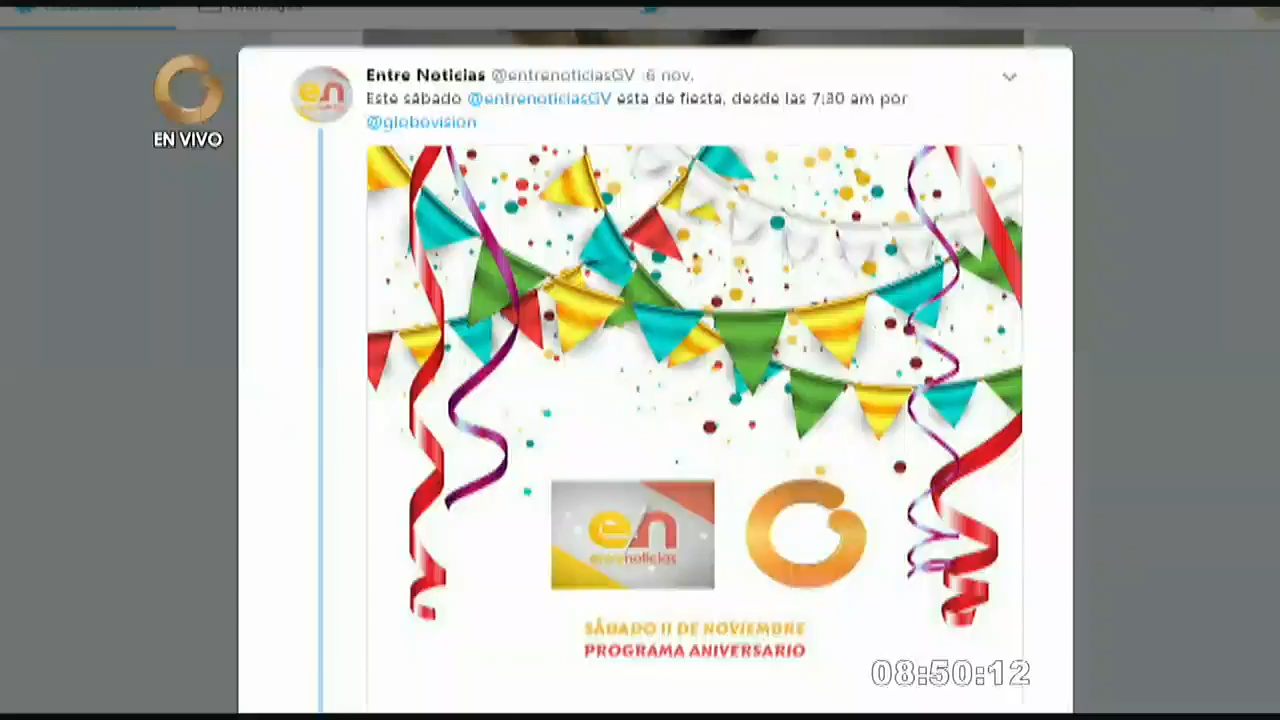 Entre Noticias @entrenoticiasGV · 6 nov.
Este sábado @entrenoticiasGV esta de fiesta, desde las 7:30 am por
@globovision
EN VIVO
en
en
entrenoticias
SÁBADO 11 DE NOVIEMBRE
PROGRAMA ANIVERSARIO
08:50:12